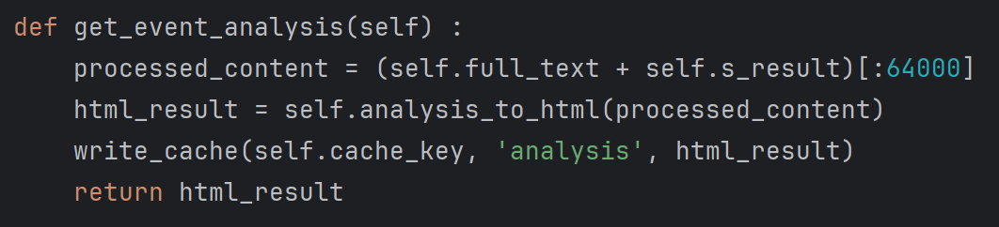 def get_event_analysis(self) :
    processed_content = (self.full_text + self.s_result)[:64000]
    html_result = self.analysis_to_html(processed_content)
    write_cache(self.cache_key, 'analysis', html_result)
    return html_result